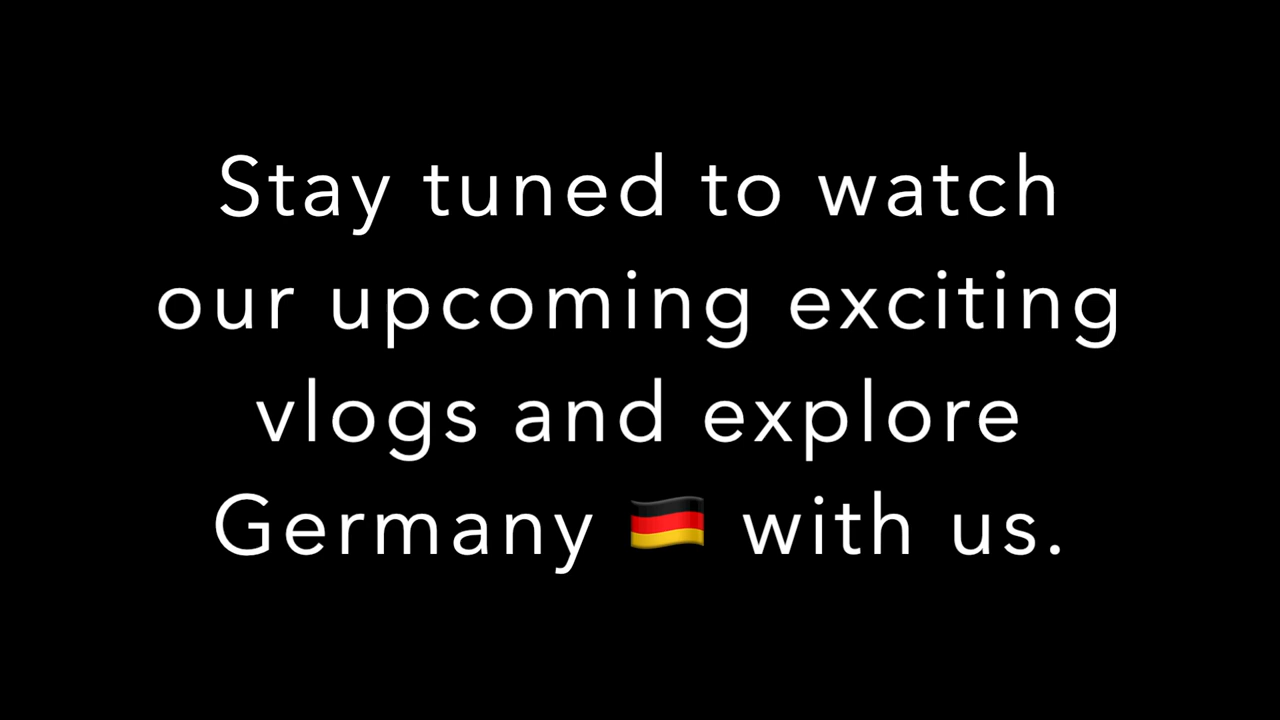 Stay tuned to watch
our upcoming exciting
vlogs and explore
Germany 🇩🇪 with us.